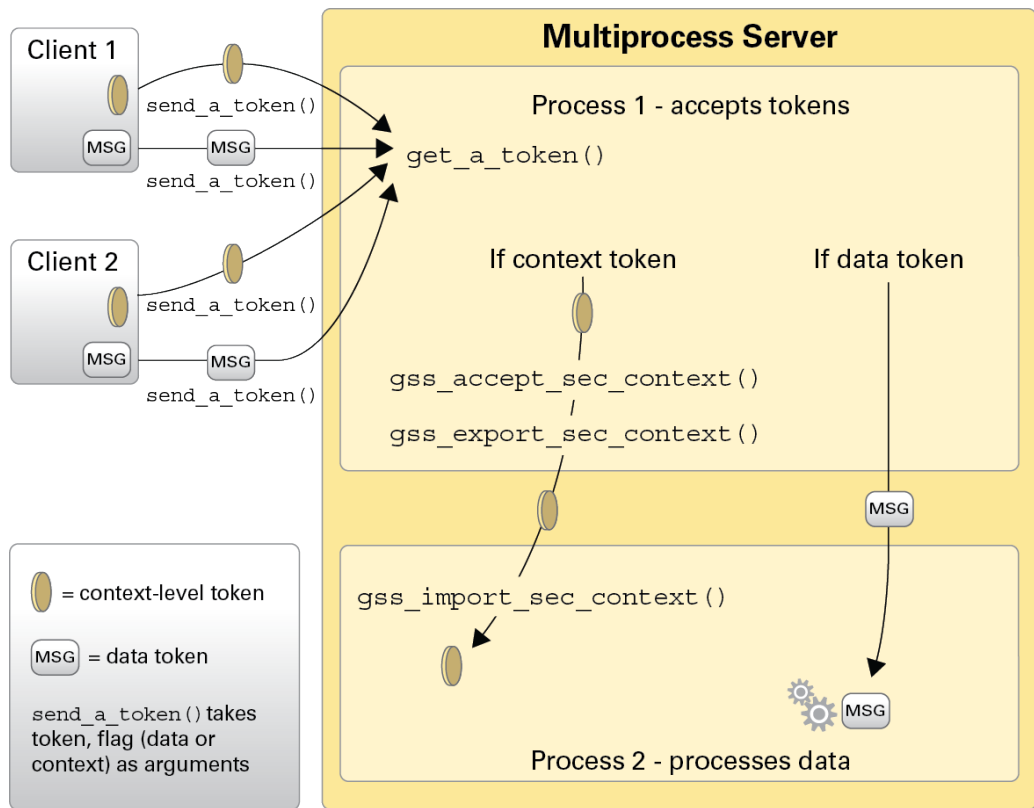 Client 1
send_a_token()
MSG
MSG
send_a_token()
Client 2
send_a_token()
MSG
MSG
send_a_token()
Multiprocess Server
Process 1 - accepts tokens
get_a_token()
If context token
If data token
gss_accept_sec_context()
gss_export_sec_context()
MSG
gss_import_sec_context()
MSG
Process 2 - processes data
= context-level token
MSG = data token
send_a_token() takes
token, flag (data or
context) as arguments